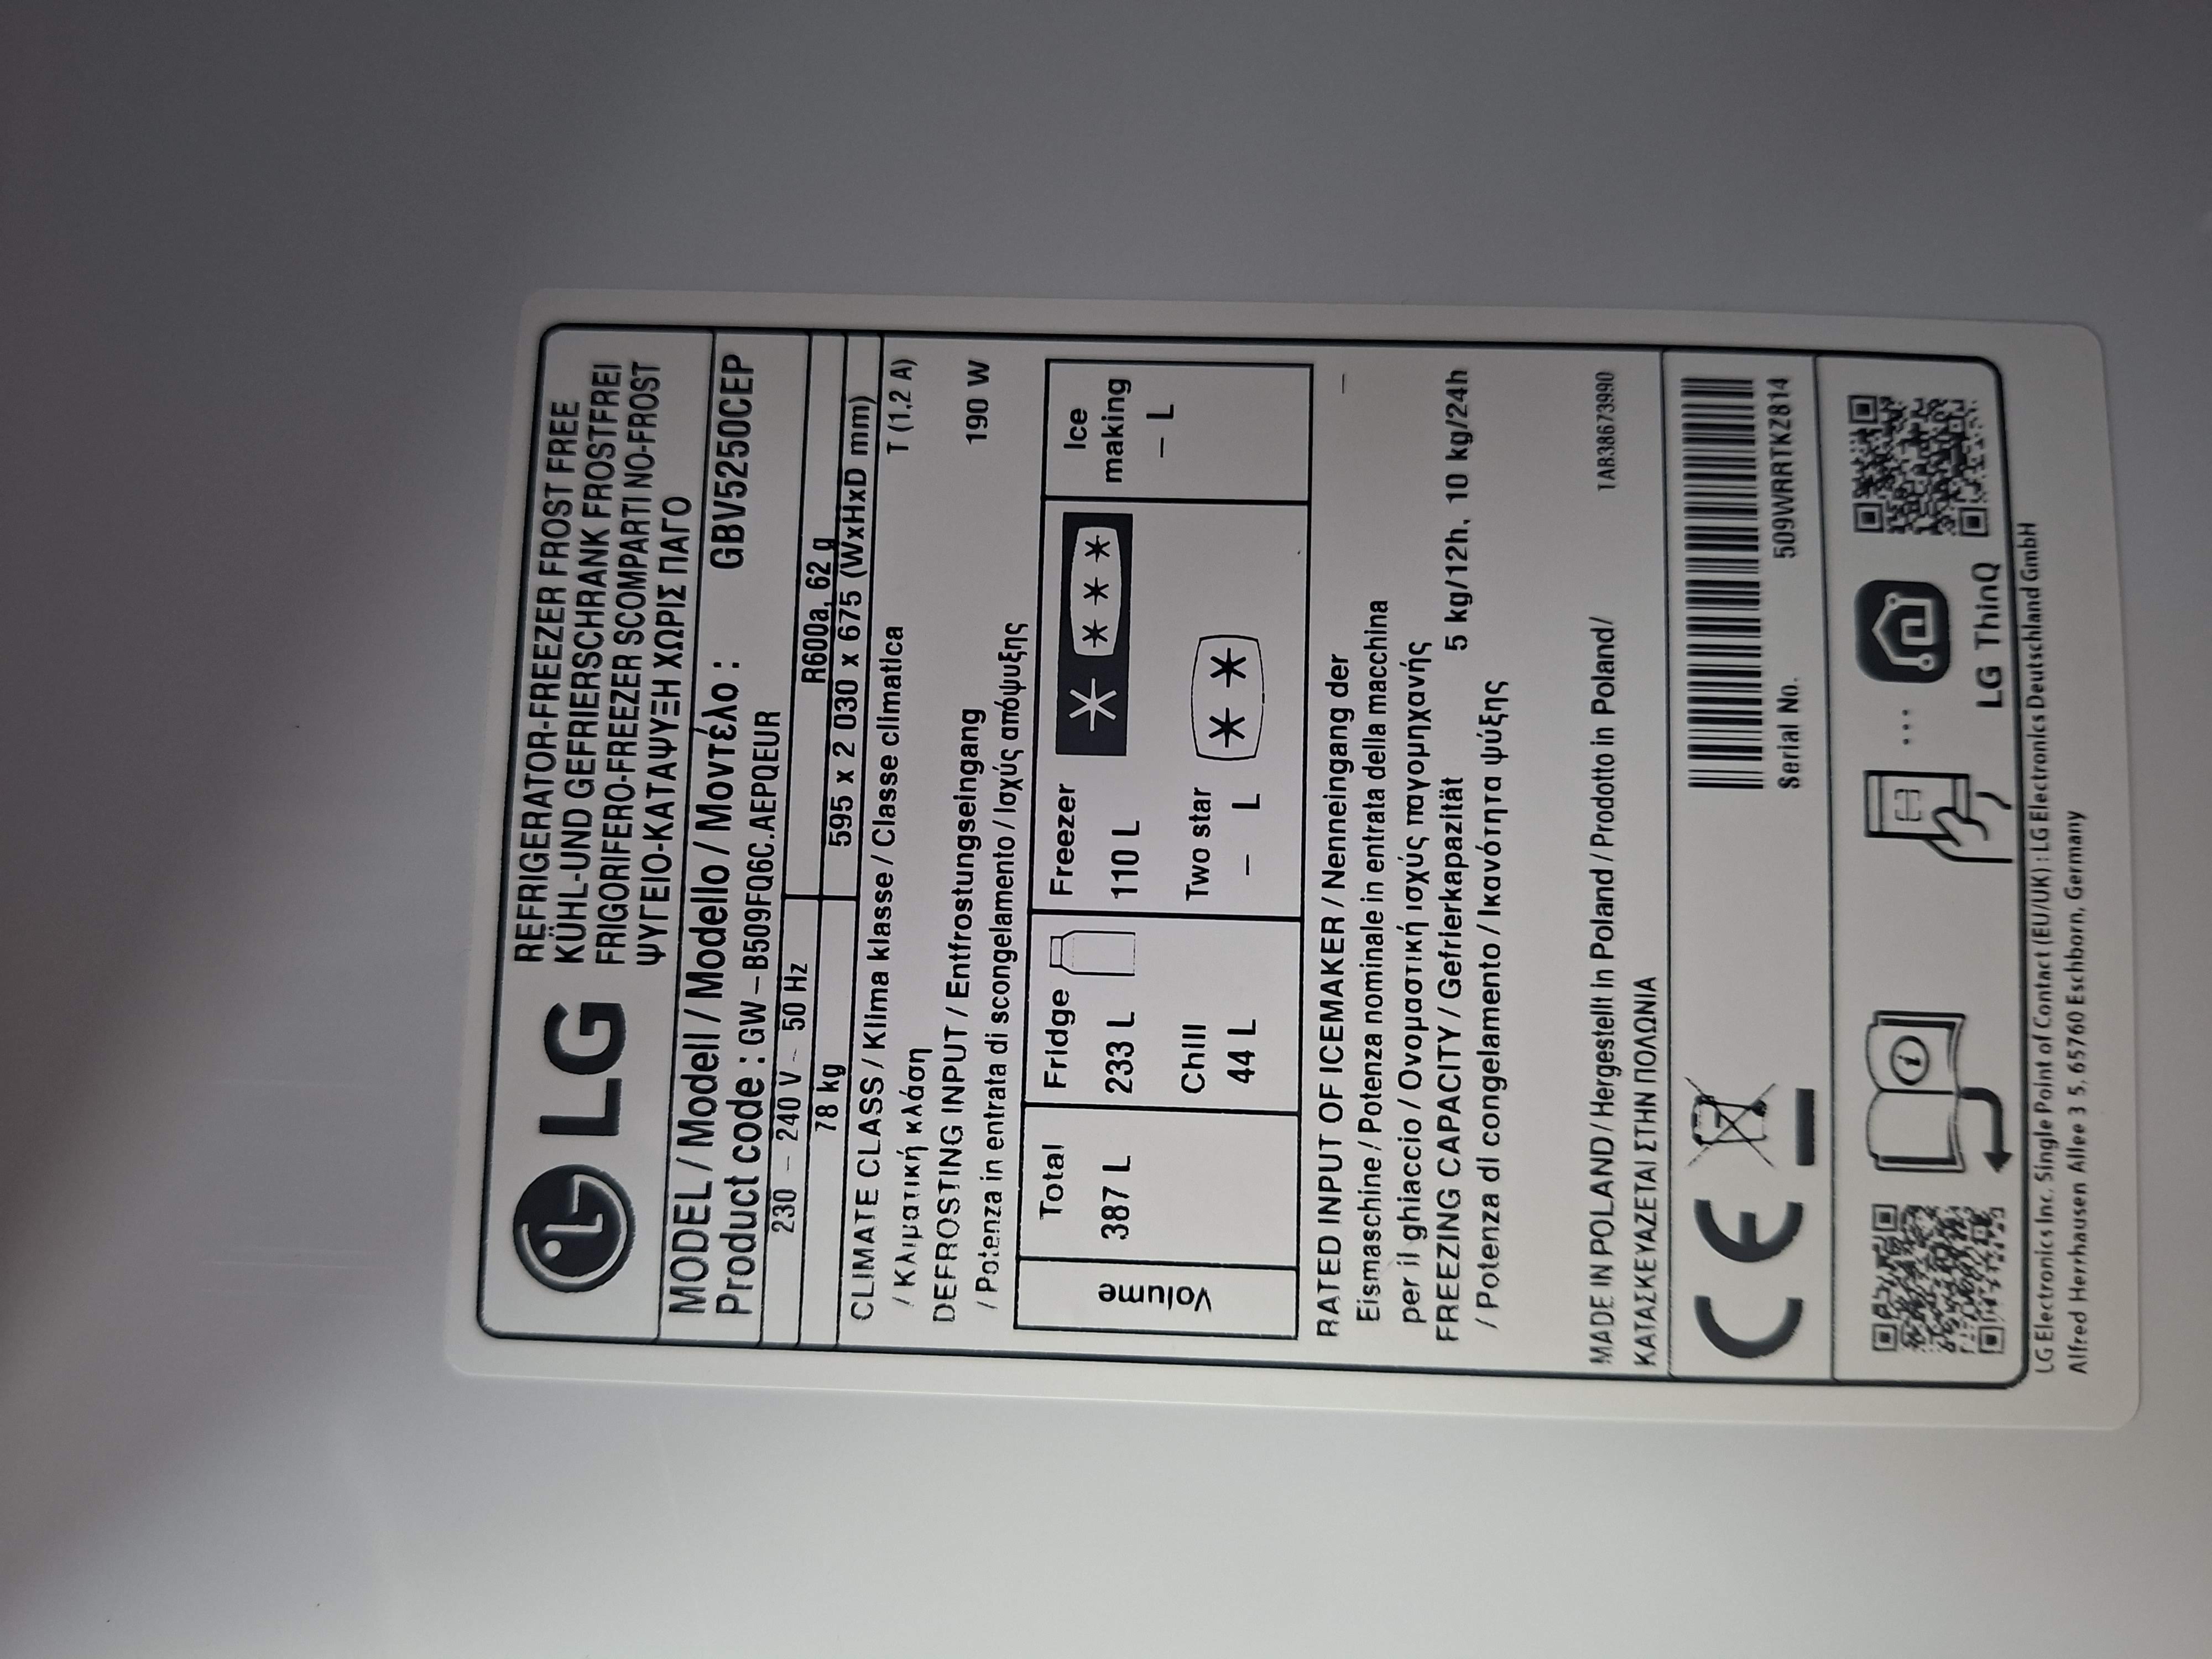 LG
REFRIGERATOR-FREEZER FROST FREE
KÜHL-UND GEFRIERSCHRANK FROSTFREI
FRIGORIFERO-FREEZER SCOMPARTI NO-FROST
ΨΥΓΕΙΟ-ΚΑΤΑΨΥΞΗ ΧΩΡΙΣ ΠΑΓΟ
MODEL / Modell / Modello / Μοντέλο : GBV5250CEP
Product code : GW-B509FQ6C.AEPQEUR
230 - 240 V ~ 50 Hz R600a, 62 g
78 kg 595 x 2 030 x 675 (WxHxD mm)
CLIMATE CLASS / Klima klasse / Classe climatica T (1,2 A)
/ Κλιματική κλάση
DEFROSTING INPUT / Entfrostungseingang 190 W
/ Potenza in entrata di scongelamento / Ισχύς απόψυξης
Volume
Total Fridge Freezer Ice making
387 L 233 L 110 L – L
Chill Two star
44 L – L
RATED INPUT OF ICEMAKER / Nenneingang der –
Eismaschine / Potenza nominale in entrata della macchina
per il ghiaccio / Ονομαστική ισχύς παγομηχανής
FREEZING CAPACITY / Gefrierkapazität 5 kg/12h, 10 kg/24h
/ Potenza di congelamento / Ικανότητα ψύξης
MADE IN POLAND / Hergestellt in Poland / Prodotto in Poland/ 1AB38673990
ΚΑΤΑΣΚΕΥΑΖΕΤΑΙ ΣΤΗΝ ΠΟΛΩΝΙΑ
CE
Serial No. 509WRRTKZ814
LG ThinQ
LG Electronics Inc. Single Point of Contact (EU/UK) : LG Electronics Deutschland GmbH
Alfred Herrhausen Allee 3 5, 65760 Eschborn, Germany